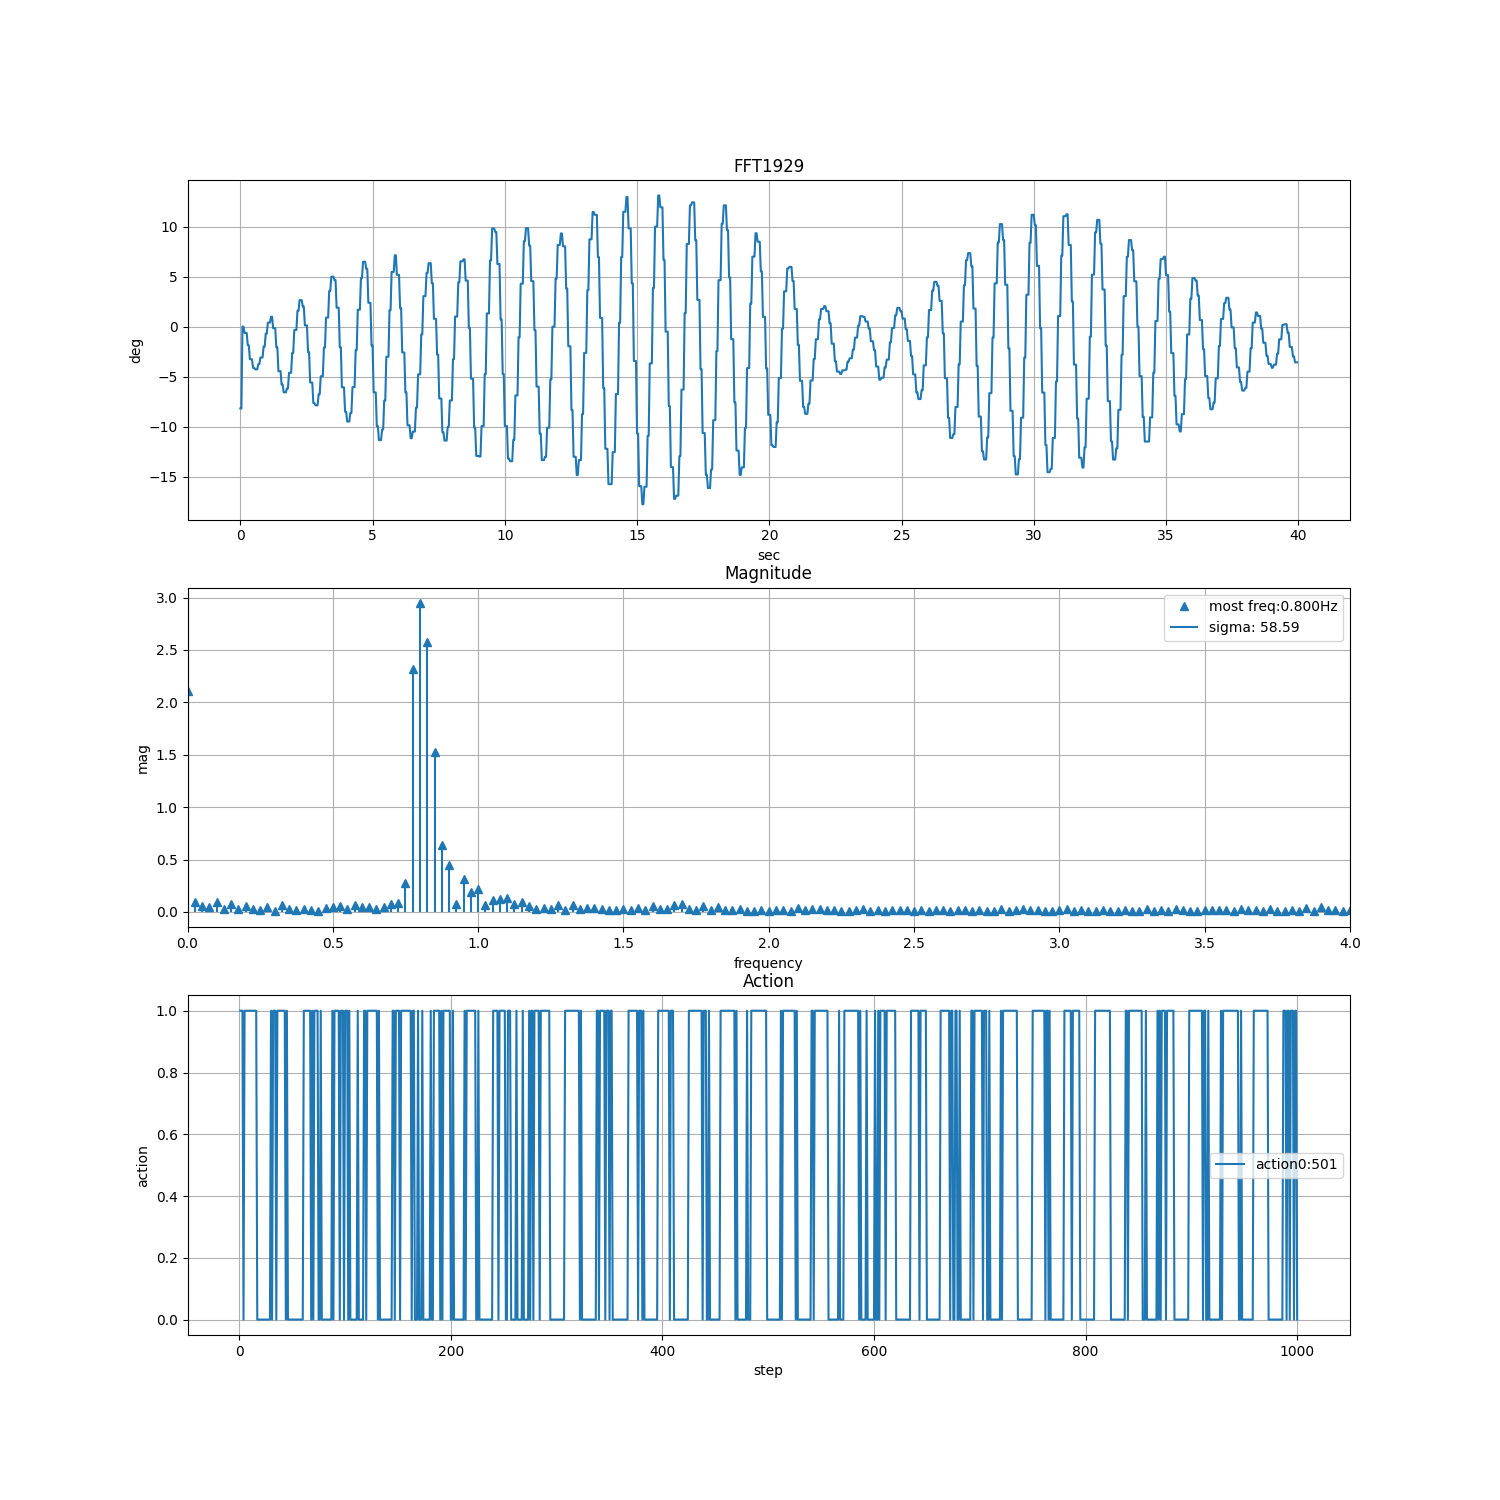 FFT1929
10
5
0
−5
−10
−15
deg
0 5 10 15 20 25 30 35 40
sec
Magnitude
3.0
2.5
2.0
1.5
1.0
0.5
0.0
mag
most freq:0.800Hz
sigma: 58.59
0.0 0.5 1.0 1.5 2.0 2.5 3.0 3.5 4.0
frequency
Action
1.0
0.8
0.6
0.4
0.2
0.0
action
action0:501
0 200 400 600 800 1000
step